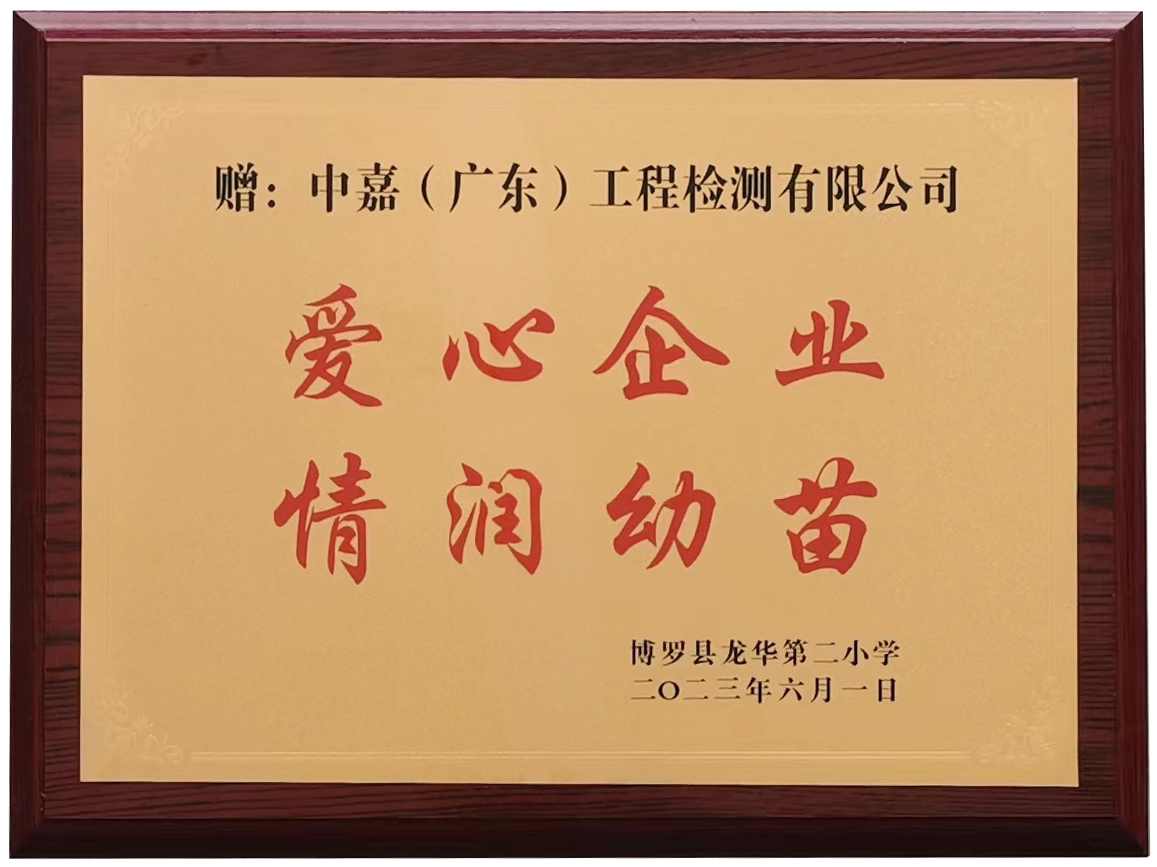 赠：中嘉（广东）工程检测有限公司
爱心企业
情润幼苗
博罗县龙华第二小学
二〇二三年六月一日